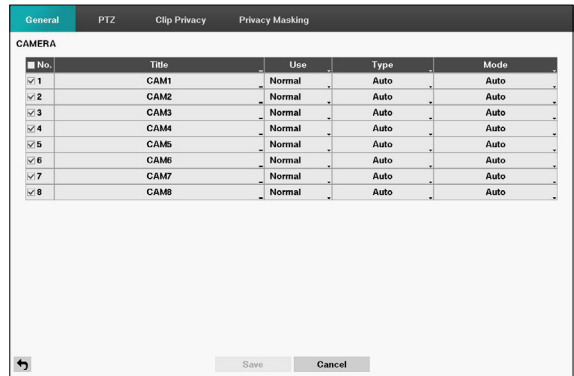 General PTZ Clip Privacy Privacy Masking
CAMERA
No. Title Use Type Mode
1 CAM1 Normal Auto Auto
2 CAM2 Normal Auto Auto
3 CAM3 Normal Auto Auto
4 CAM4 Normal Auto Auto
5 CAM5 Normal Auto Auto
6 CAM6 Normal Auto Auto
7 CAM7 Normal Auto Auto
8 CAM8 Normal Auto Auto
Save Cancel